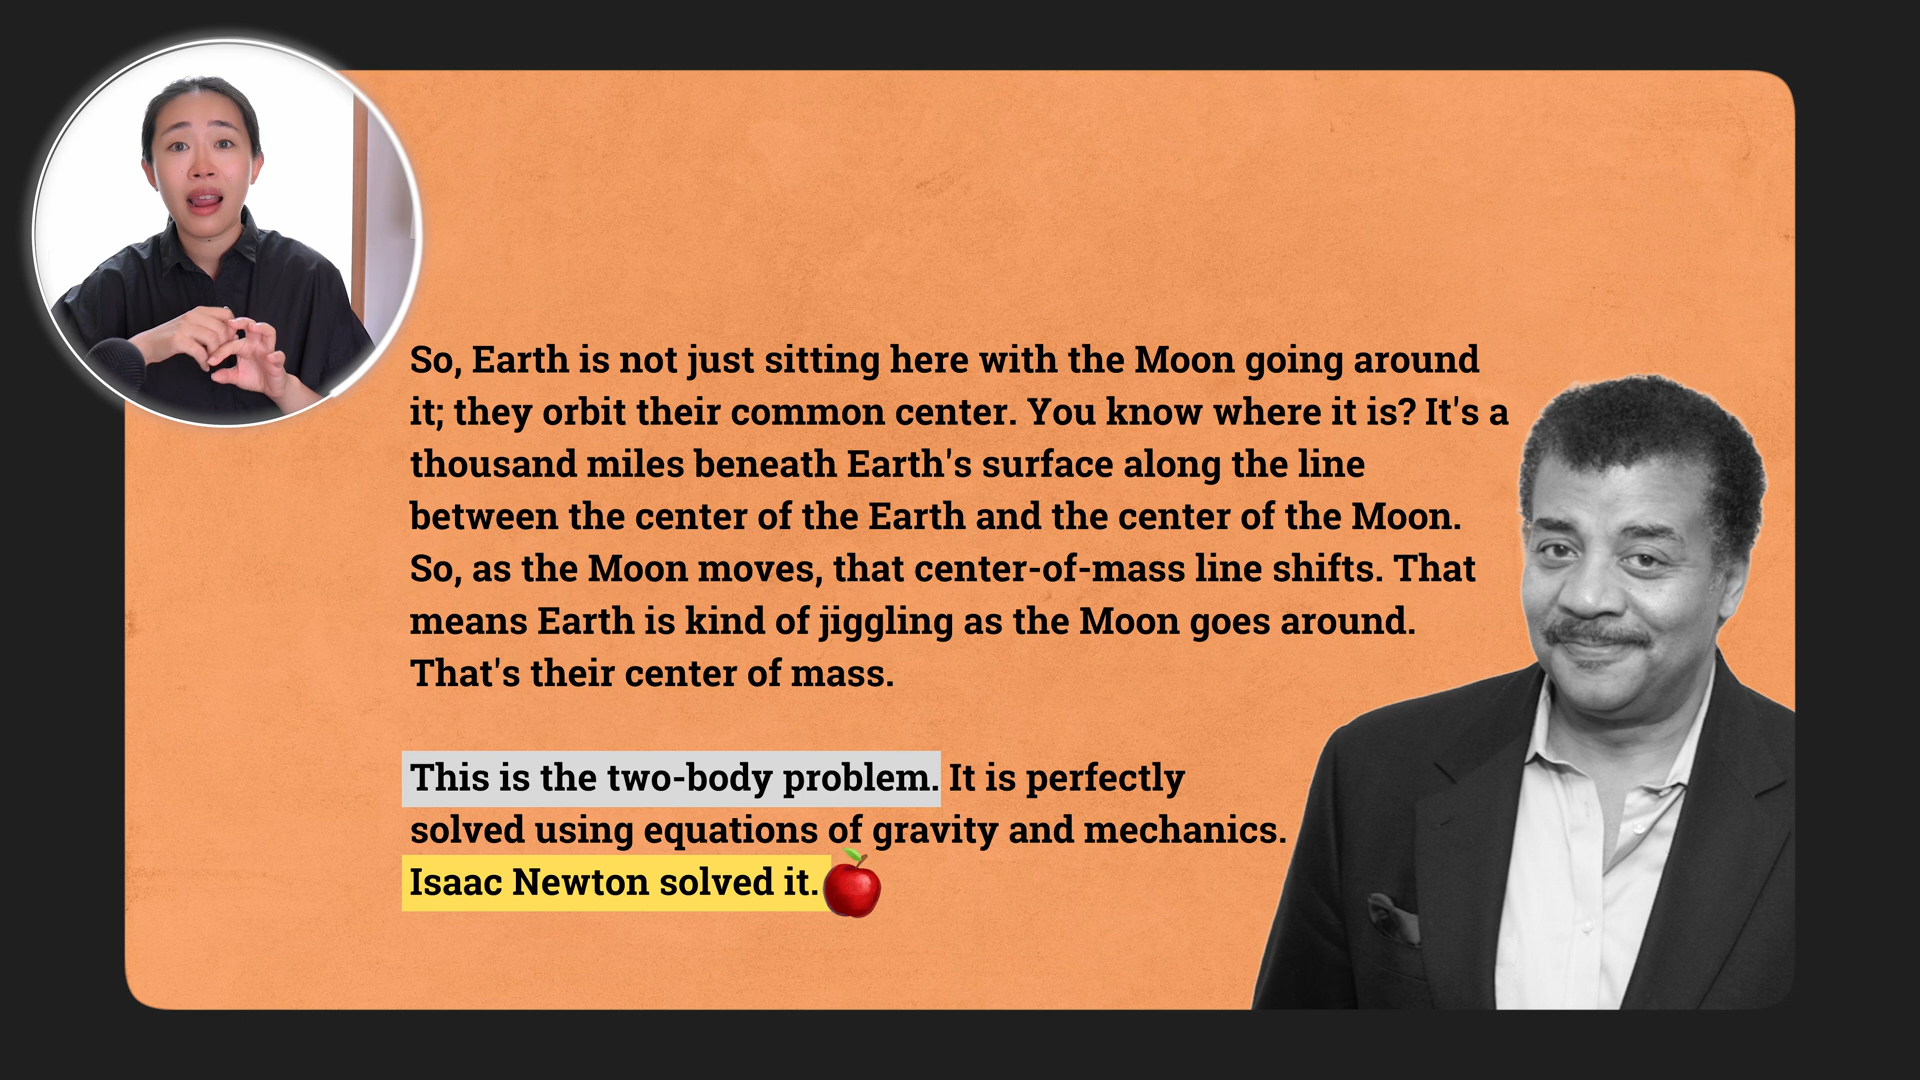 So, Earth is not just sitting here with the Moon going around
it; they orbit their common center. You know where it is? It's a
thousand miles beneath Earth's surface along the line
between the center of the Earth and the center of the Moon.
So, as the Moon moves, that center-of-mass line shifts. That
means Earth is kind of jiggling as the Moon goes around.
That's their center of mass.
This is the two-body problem. It is perfectly
solved using equations of gravity and mechanics.
Isaac Newton solved it.